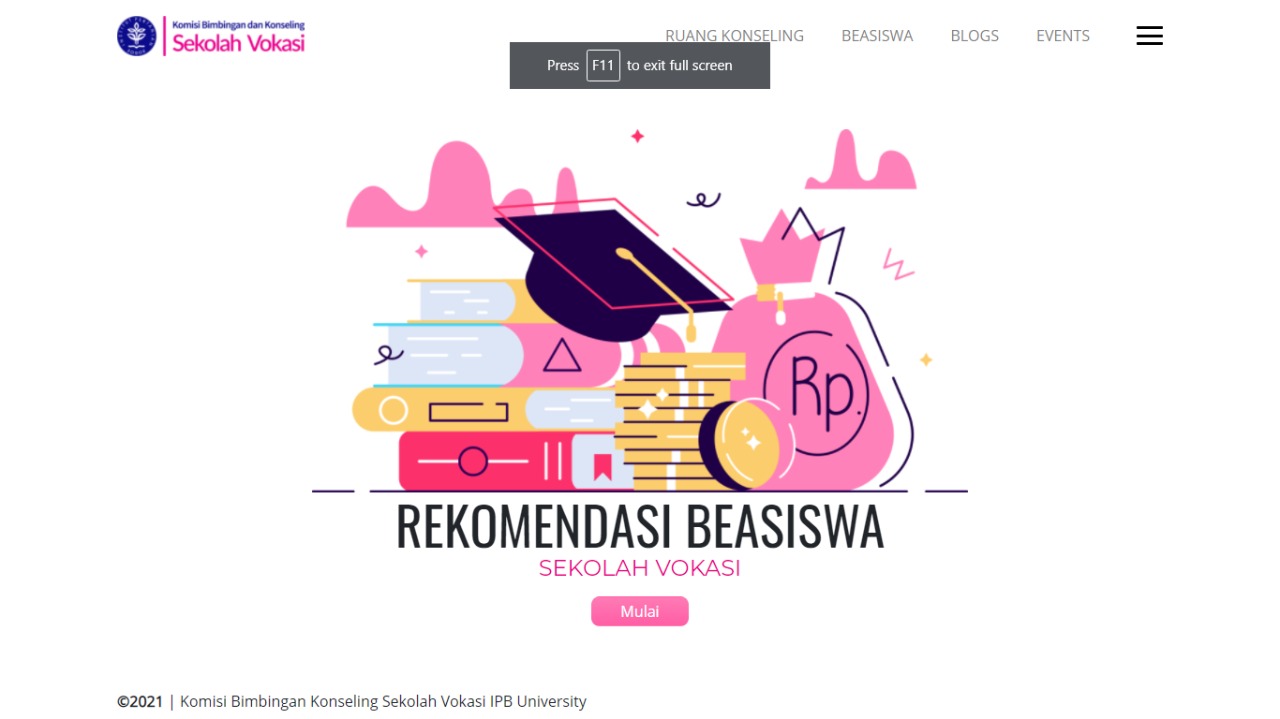 Komisi Bimbingan dan Konseling
Sekolah Vokasi
RUANG KONSELING BEASISWA BLOGS EVENTS
Press F11 to exit full screen
Rp.
REKOMENDASI BEASISWA
SEKOLAH VOKASI
Mulai
©2021 | Komisi Bimbingan Konseling Sekolah Vokasi IPB University